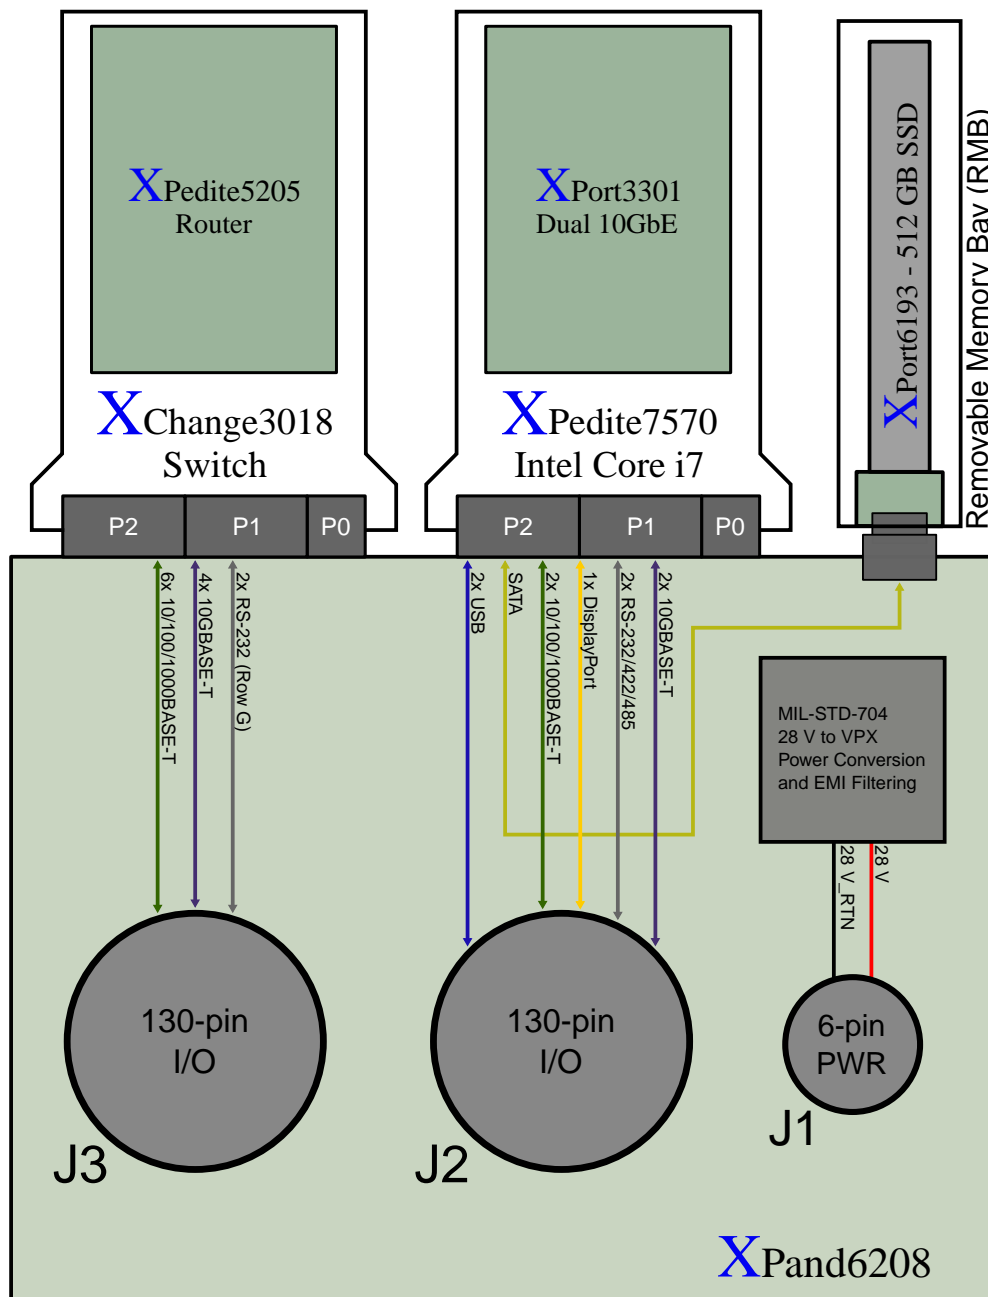 XPedite5205
Router
XPort3301
Dual 10GbE
XPort6193 - 512 GB SSD
Removable Memory Bay (RMB)
XChange3018
Switch
XPedite7570
Intel Core i7
P2
P1
P0
P2
P1
P0
6x 10/100/1000BASE-T
4x 10GBASE-T
2x RS-232 (Row G)
2x USB
SATA
2x 10/100/1000BASE-T
1x DisplayPort
2x RS-232/422/485
2x 10GBASE-T
MIL-STD-704
28 V to VPX
Power Conversion
and EMI Filtering
28 V_RTN
28 V
130-pin
I/O
J3
130-pin
I/O
J2
6-pin
PWR
J1
XPand6208